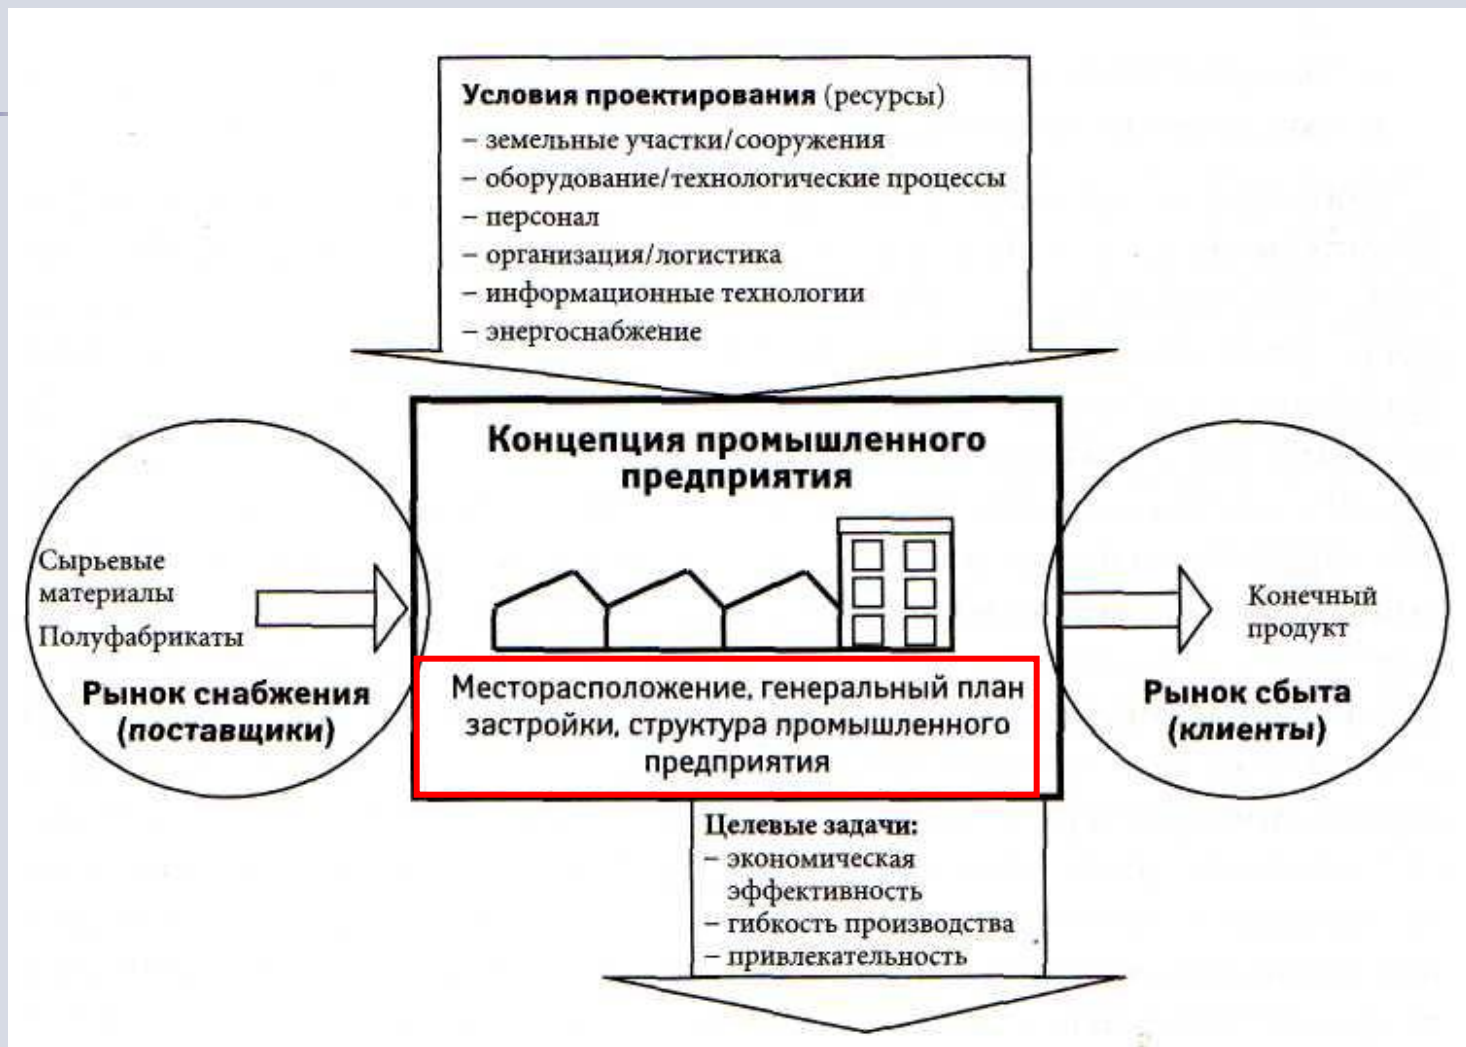 Условия проектирования (ресурсы)
– земельные участки/сооружения
– оборудование/технологические процессы
– персонал
– организация/логистика
– информационные технологии
– энергоснабжение
Концепция промышленного
предприятия
Сырьевые
материалы
Полуфабрикаты
Рынок снабжения
(поставщики)
Месторасположение, генеральный план
застройки, структура промышленного
предприятия
Конечный
продукт
Рынок сбыта
(клиенты)
Целевые задачи:
– экономическая
эффективность
– гибкость производства
– привлекательность